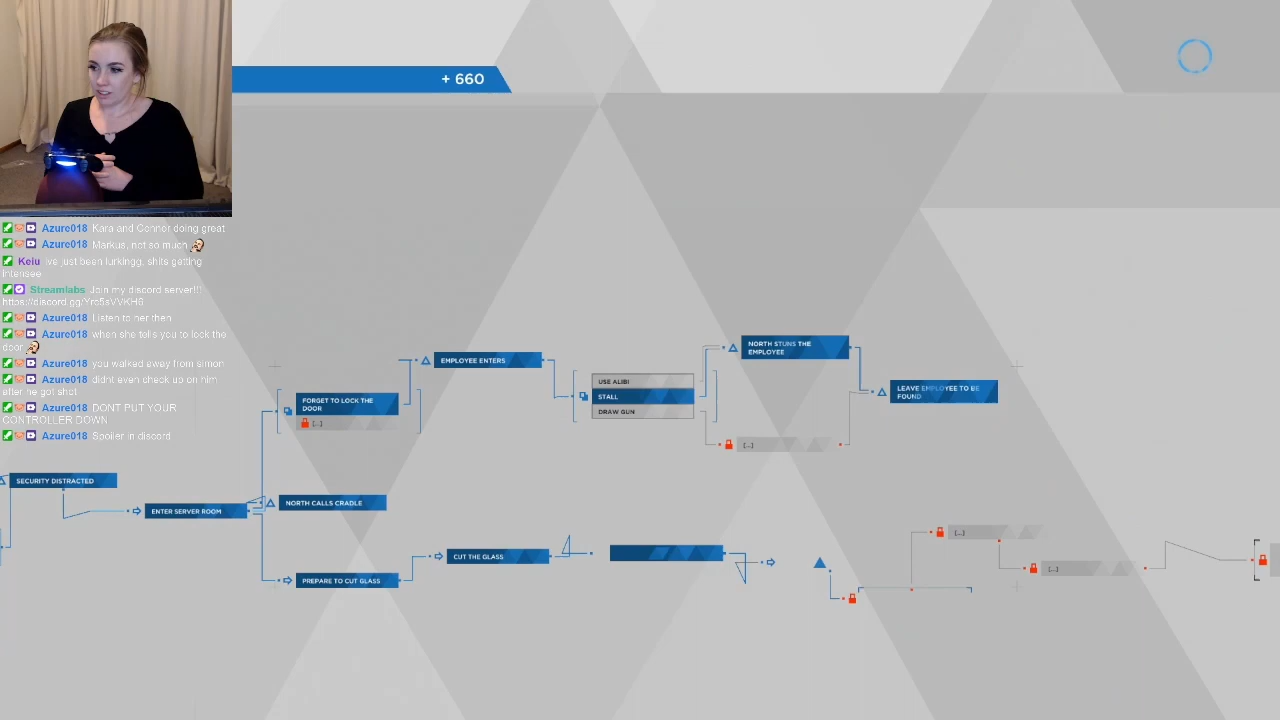 + 660
Azure018 Kara and Connor doing great
Azure018 Markus, not so much
Keiu Ive just been lurkingg, shits getting
intensee
Streamlabs Join my discord server!!!
Azure018 Listen to her then
Azure018 when she tells you to lock the
door
Azure018 you walked away from simon
Azure018 didnt even check up on him
after he got shot
Azure018 DONT PUT YOUR
CONTROLLER DOWN
Azure018 Spoiler in discord
NORTH STUNS THE
EMPLOYEE
EMPLOYEE ENTERS
USE ALIBI
STALL
DRAW GUN
LEAVE EMPLOYEE TO BE
FOUND
FORGET TO LOCK THE
DOOR
[...]
[...]
SECURITY DISTRACTED
ENTER SERVER ROOM
NORTH CALLS CRADLE
CUT THE GLASS
PREPARE TO CUT GLASS
[...]
[...]